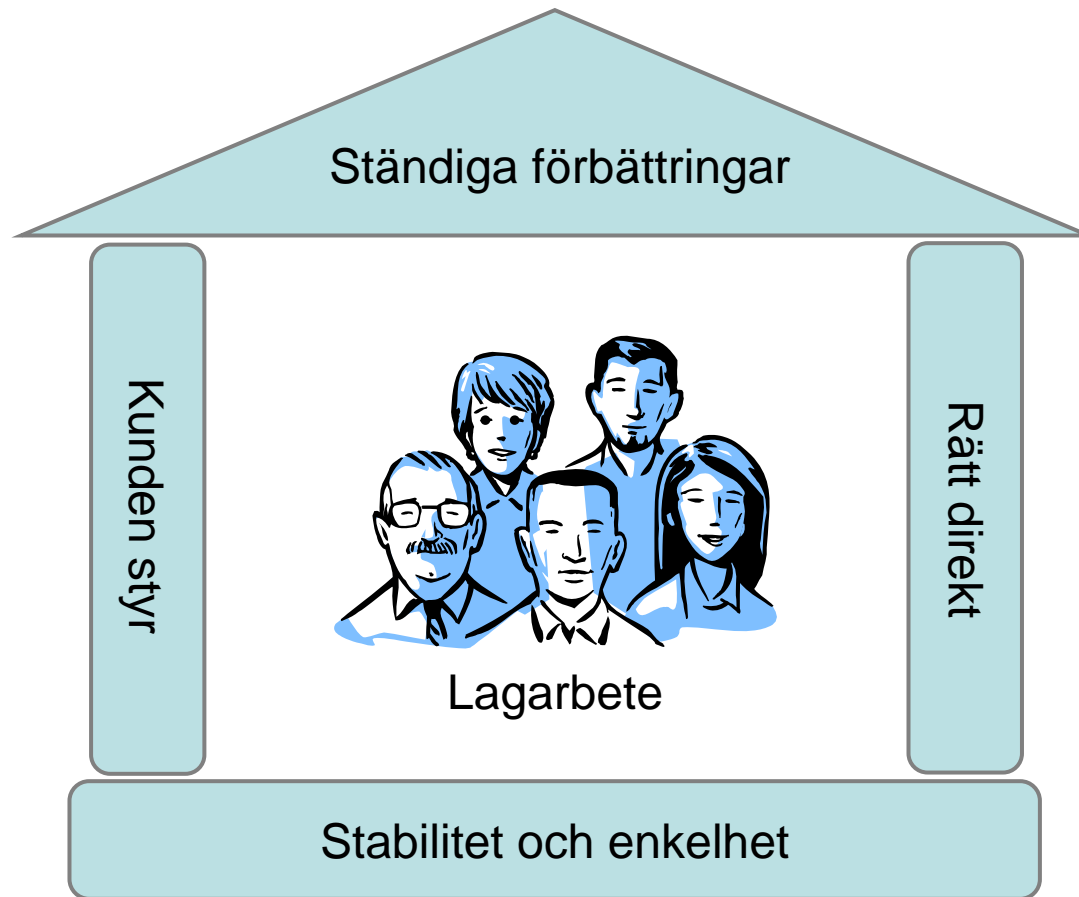 Ständiga förbättringar
Kunden styr
Rätt direkt
Lagarbete
Stabilitet och enkelhet